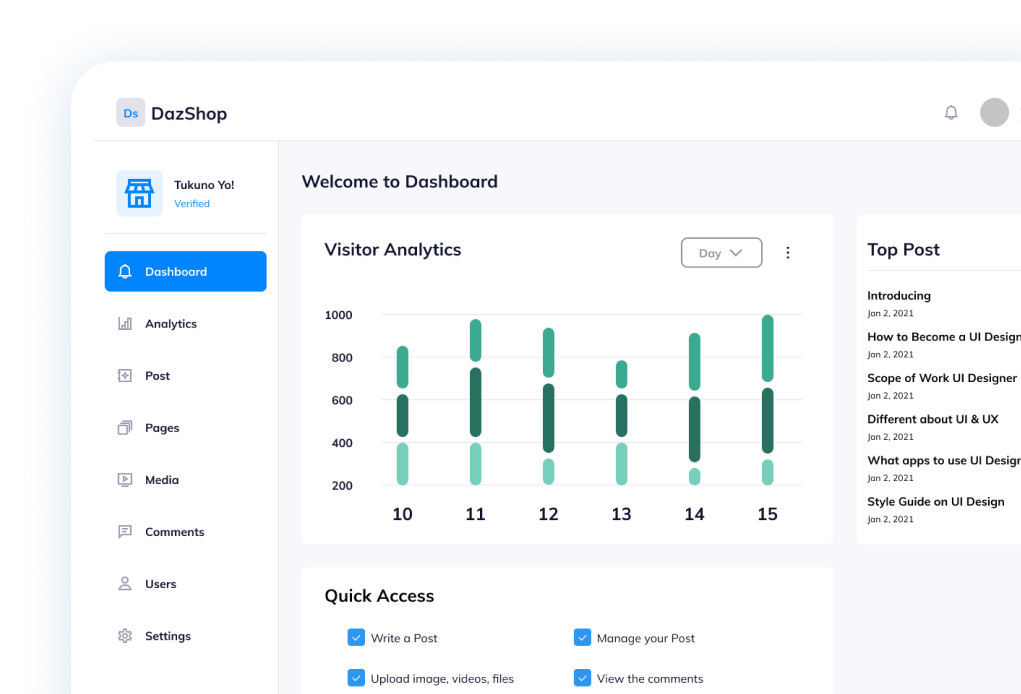 Ds DazShop
Tukuno Yo!
Verified
Dashboard
Analytics
Post
Pages
Media
Comments
Users
Settings
Welcome to Dashboard
Visitor Analytics
Day
1000
800
600
400
200
10 11 12 13 14 15
Top Post
Introducing
Jan 2, 2021
How to Become a UI Design
Jan 2, 2021
Scope of Work UI Designer
Jan 2, 2021
Different about UI & UX
Jan 2, 2021
What apps to use UI Design
Jan 2, 2021
Style Guide on UI Design
Jan 2, 2021
Quick Access
Write a Post
Manage your Post
Upload image, videos, files
View the comments